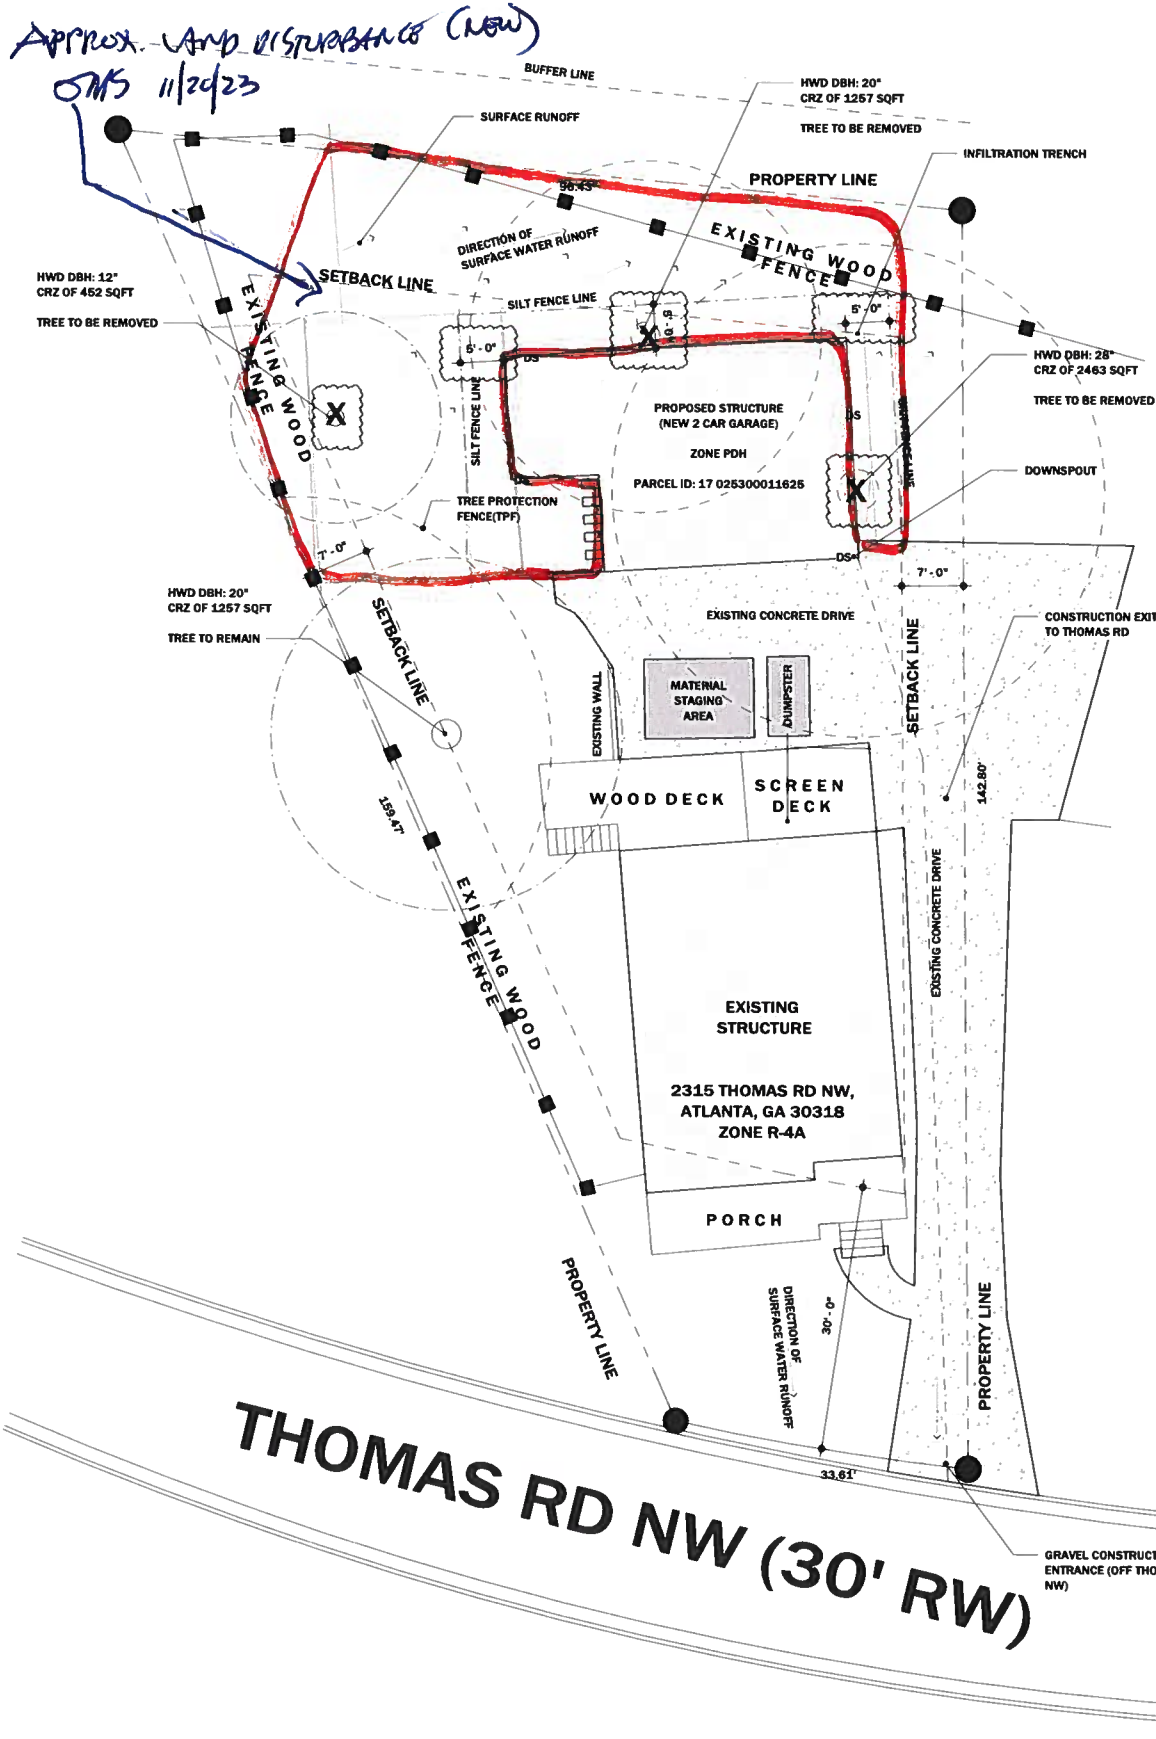 APPROX. LAND DISTURBANCE (NEW)
11/20/23
BUFFER LINE
HWD DBH: 20"
CRZ OF 1257 SQFT
TREE TO BE REMOVED
SURFACE RUNOFF
INFILTRATION TRENCH
PROPERTY LINE
96.43'
EXISTING WOOD
FENCE
DIRECTION OF
SURFACE WATER RUNOFF
SETBACK LINE
SILT FENCE LINE
HWD DBH: 12"
CRZ OF 452 SQFT
TREE TO BE REMOVED
EXISTING WOOD
FENCE
5'-0"
5'-0"
5'-0"
X
DS
HWD DBH: 28"
CRZ OF 2463 SQFT
TREE TO BE REMOVED
X
SILT FENCE LINE
PROPOSED STRUCTURE
(NEW 2 CAR GARAGE)
ZONE PDH
PARCEL ID: 17 025300011625
DS
X
DOWNSPOUT
TREE PROTECTION
FENCE(TPF)
DS
7'-0"
7'-0"
HWD DBH: 20"
CRZ OF 1257 SQFT
TREE TO REMAIN
SETBACK LINE
EXISTING CONCRETE DRIVE
CONSTRUCTION EXIT
TO THOMAS RD
SETBACK LINE
EXISTING WALL
MATERIAL
STAGING
AREA
DUMPSTER
WOOD DECK
SCREEN
DECK
142.80'
159.47'
EXISTING CONCRETE DRIVE
EXISTING WOOD
FENCE
EXISTING
STRUCTURE
2315 THOMAS RD NW,
ATLANTA, GA 30318
ZONE R-4A
PORCH
PROPERTY LINE
DIRECTION OF
SURFACE WATER RUNOFF
30'-0"
PROPERTY LINE
33.61'
THOMAS RD NW (30' RW)
GRAVEL CONSTRUCT
ENTRANCE (OFF THO
NW)